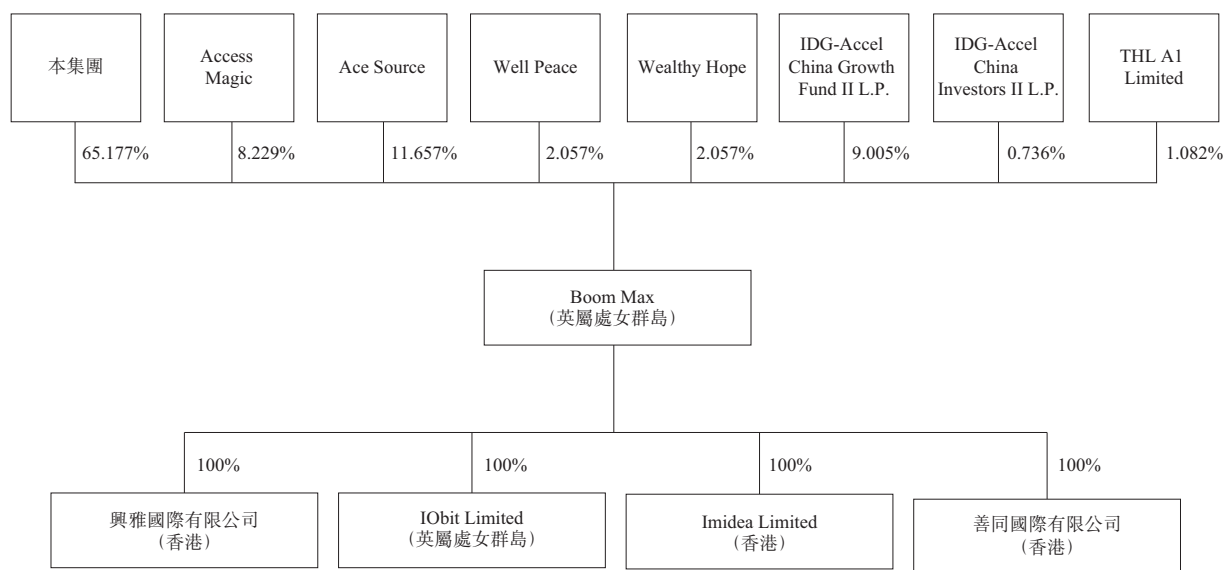 本集團
Access
Magic
Ace Source
Well Peace
Wealthy Hope
IDG-Accel
China Growth
Fund II L.P.
IDG-Accel
China
Investors II L.P.
THL A1
Limited
65.177%
8.229%
11.657%
2.057%
2.057%
9.005%
0.736%
1.082%
Boom Max
(英屬處女群島)
100%
100%
100%
100%
興雅國際有限公司
(香港)
IObit Limited
(英屬處女群島)
Imidea Limited
(香港)
善同國際有限公司
(香港)